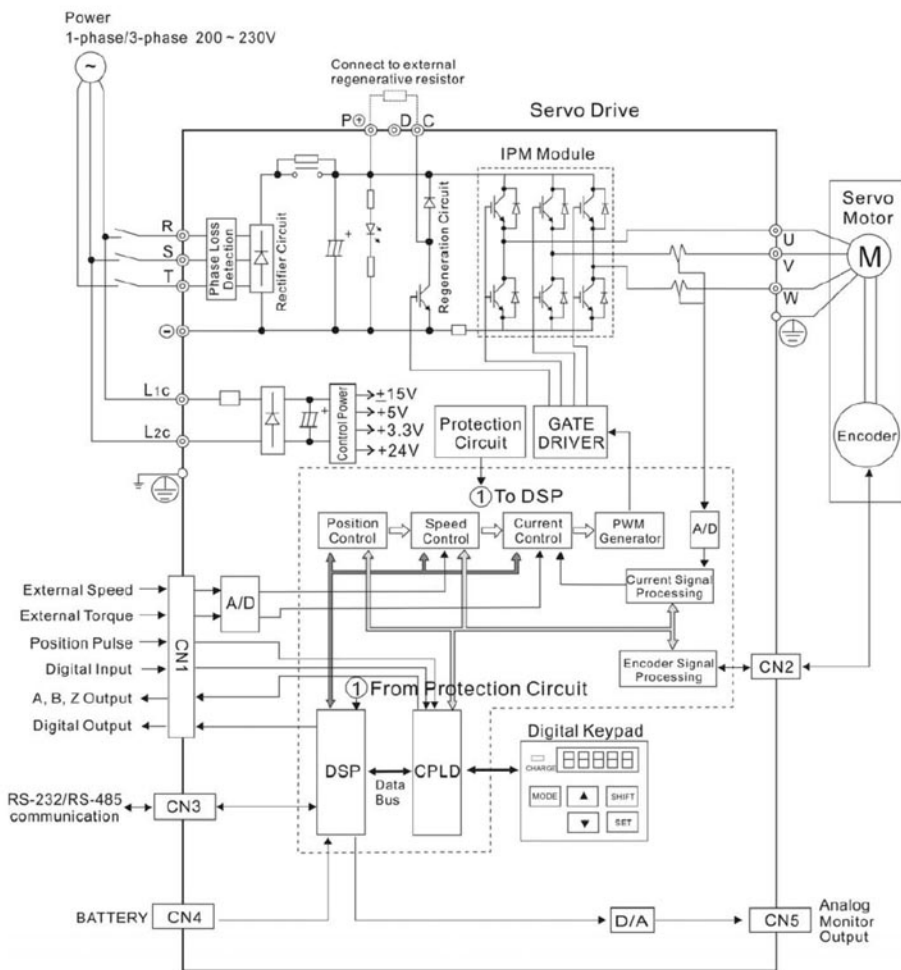 Power
1-phase/3-phase 200 ~ 230V
Connect to external
regenerative resistor
P⊕
D
C
Servo Drive
IPM Module
Servo
Motor
R
S
T
Phase Loss
Detection
Rectifier Circuit
+
Regeneration Circuit
U
V
W
M
⊖
L1c
L2c
+
Control Power
±15V
+5V
+3.3V
+24V
Protection
Circuit
GATE
DRIVER
Encoder
① To DSP
Position
Control
Speed
Control
Current
Control
PWM
Generator
A/D
External Speed
External Torque
Position Pulse
Digital Input
A, B, Z Output
Digital Output
CN1
A/D
Current Signal
Processing
Encoder Signal
Processing
CN2
① From Protection Circuit
DSP
Data
Bus
CPLD
Digital Keypad
CHARGE
MODE
▲
SHIFT
▼
SET
RS-232/RS-485
communication
CN3
BATTERY
CN4
D/A
CN5
Analog
Monitor
Output